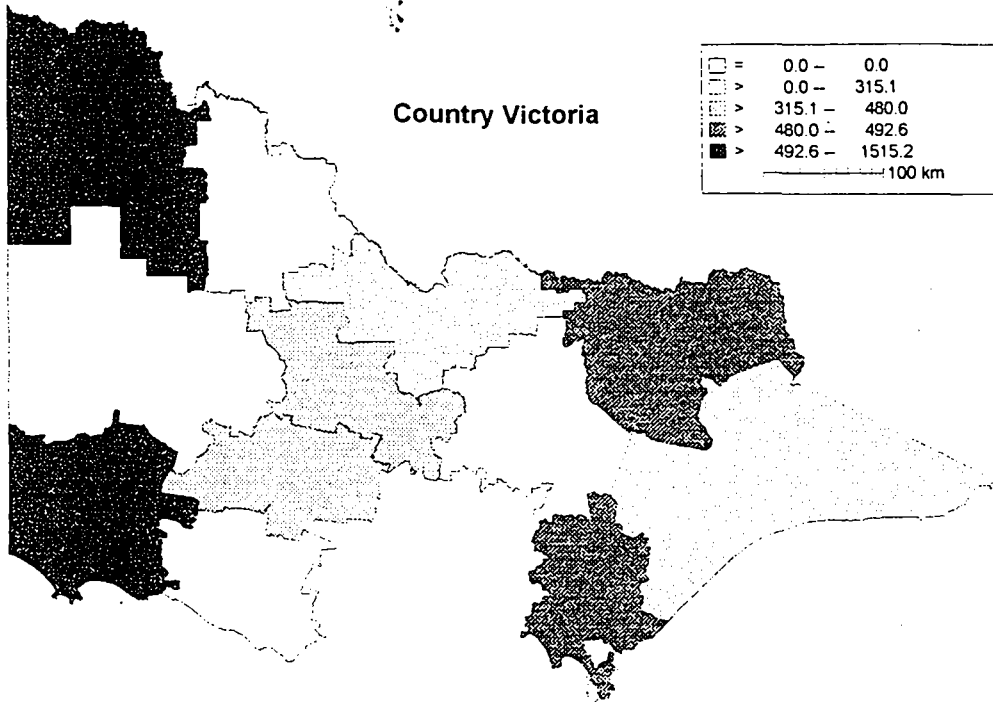 Country Victoria
= 0.0 – 0.0
> 0.0 – 315.1
> 315.1 – 480.0
> 480.0 – 492.6
> 492.6 – 1515.2
100 km